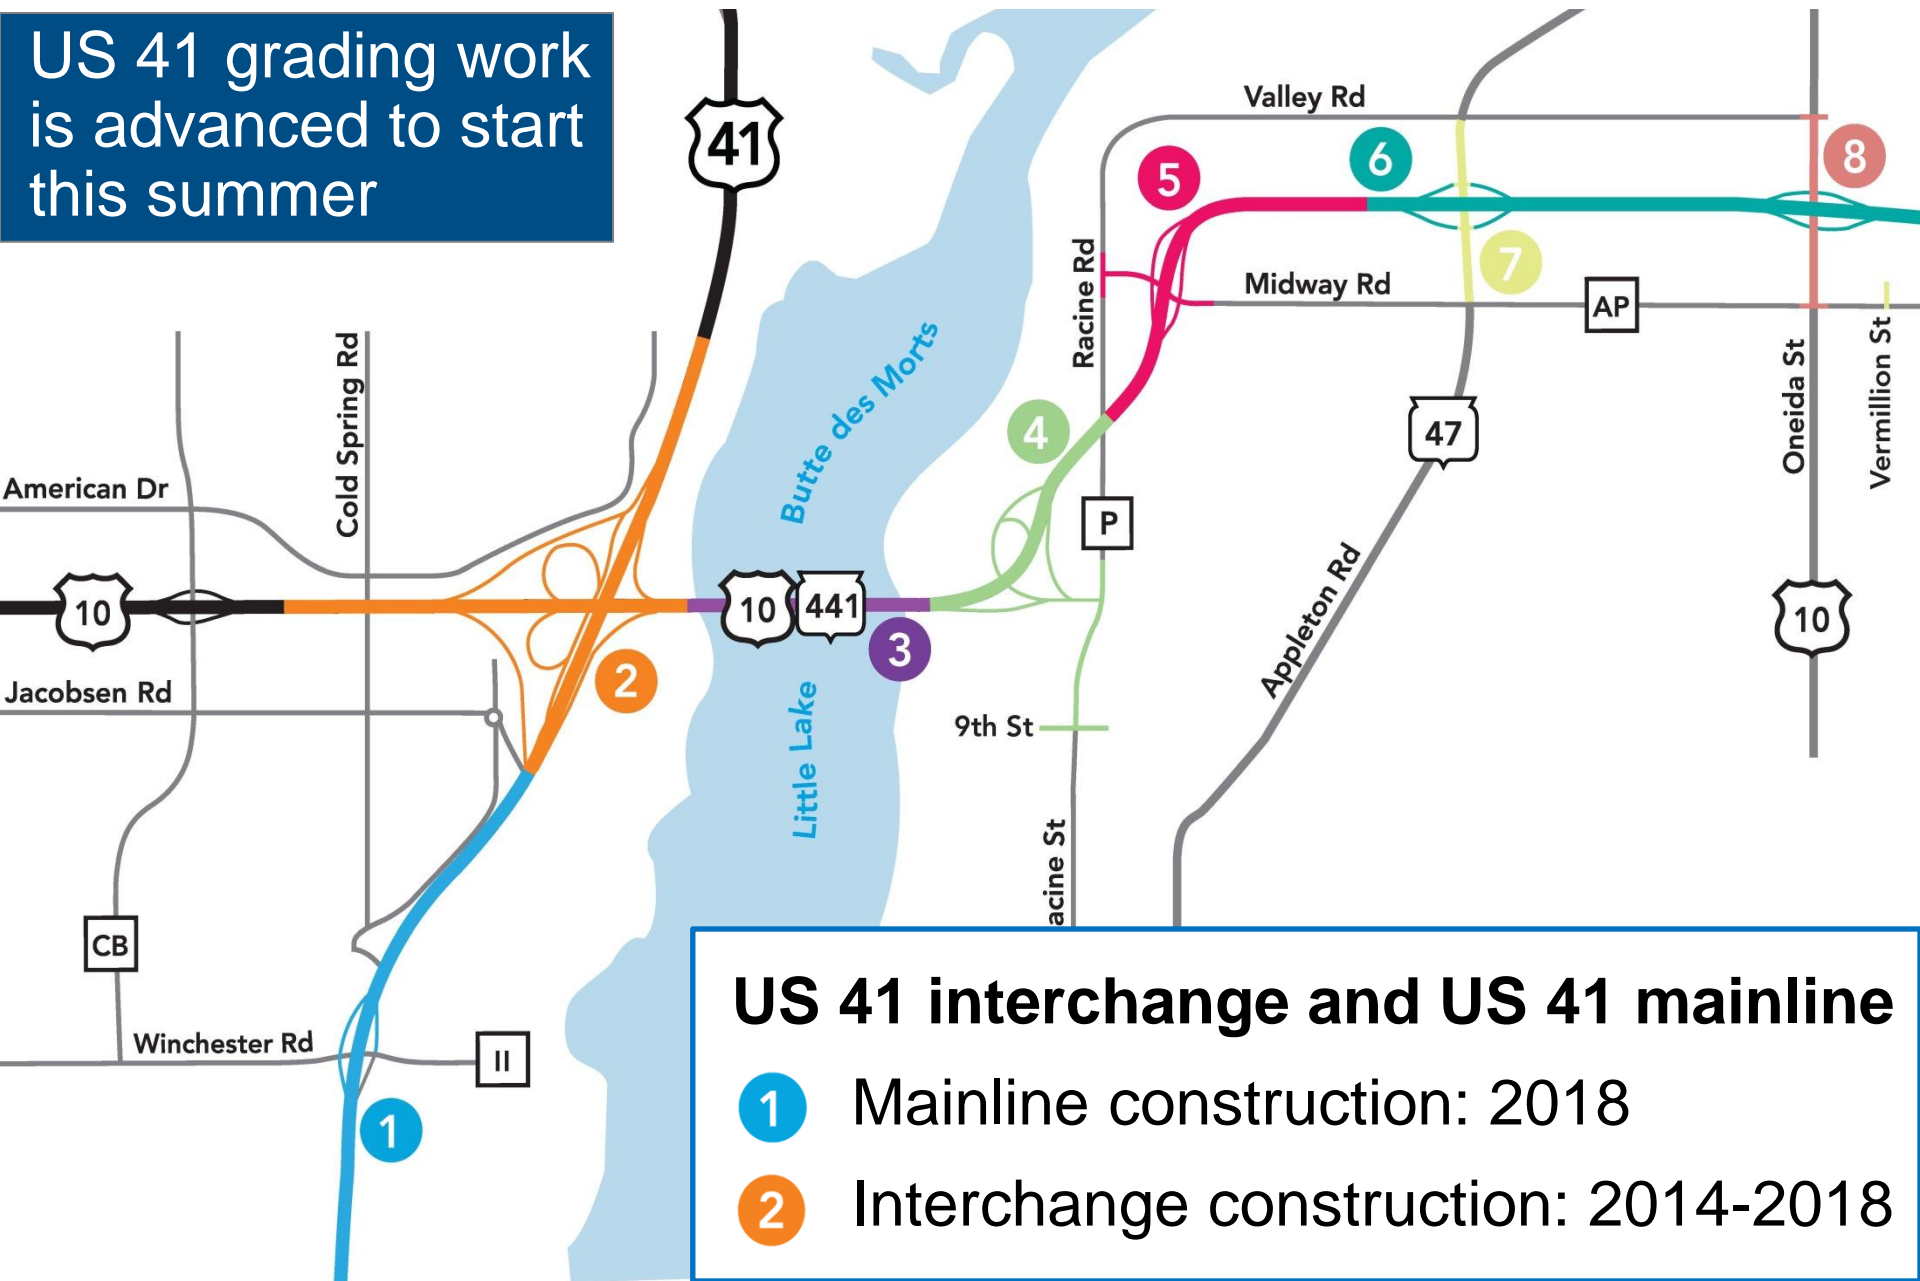 US 41 grading work
is advanced to start
this summer
41
Valley Rd
8
6
5
7
Racine Rd
Midway Rd
AP
Cold Spring Rd
Butte des Morts
Oneida St
Vermillion St
4
47
American Dr
P
10
10
441
3
Appleton Rd
10
2
Jacobsen Rd
9th St
Little Lake
acine St
CB
Winchester Rd
II
1
US 41 interchange and US 41 mainline
1 Mainline construction: 2018
2 Interchange construction: 2014-2018